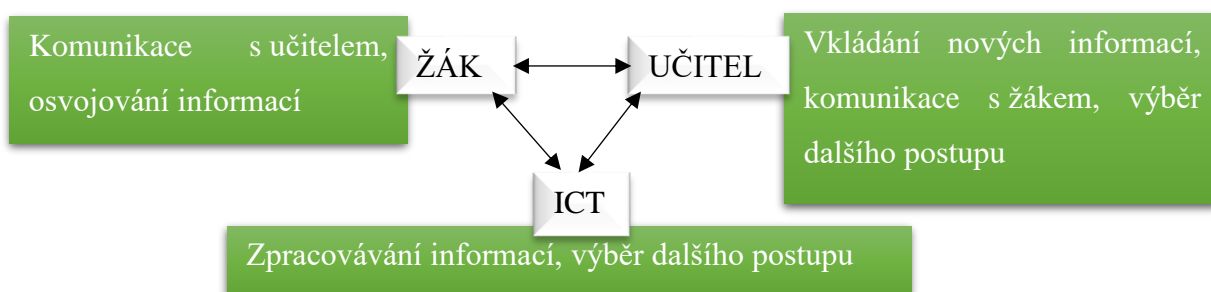 Komunikace s učitelem,
osvojování informací
ŽÁK
UČITEL
Vkládání nových informací,
komunikace s žákem, výběr
dalšího postupu
ICT
Zpracovávání informací, výběr dalšího postupu